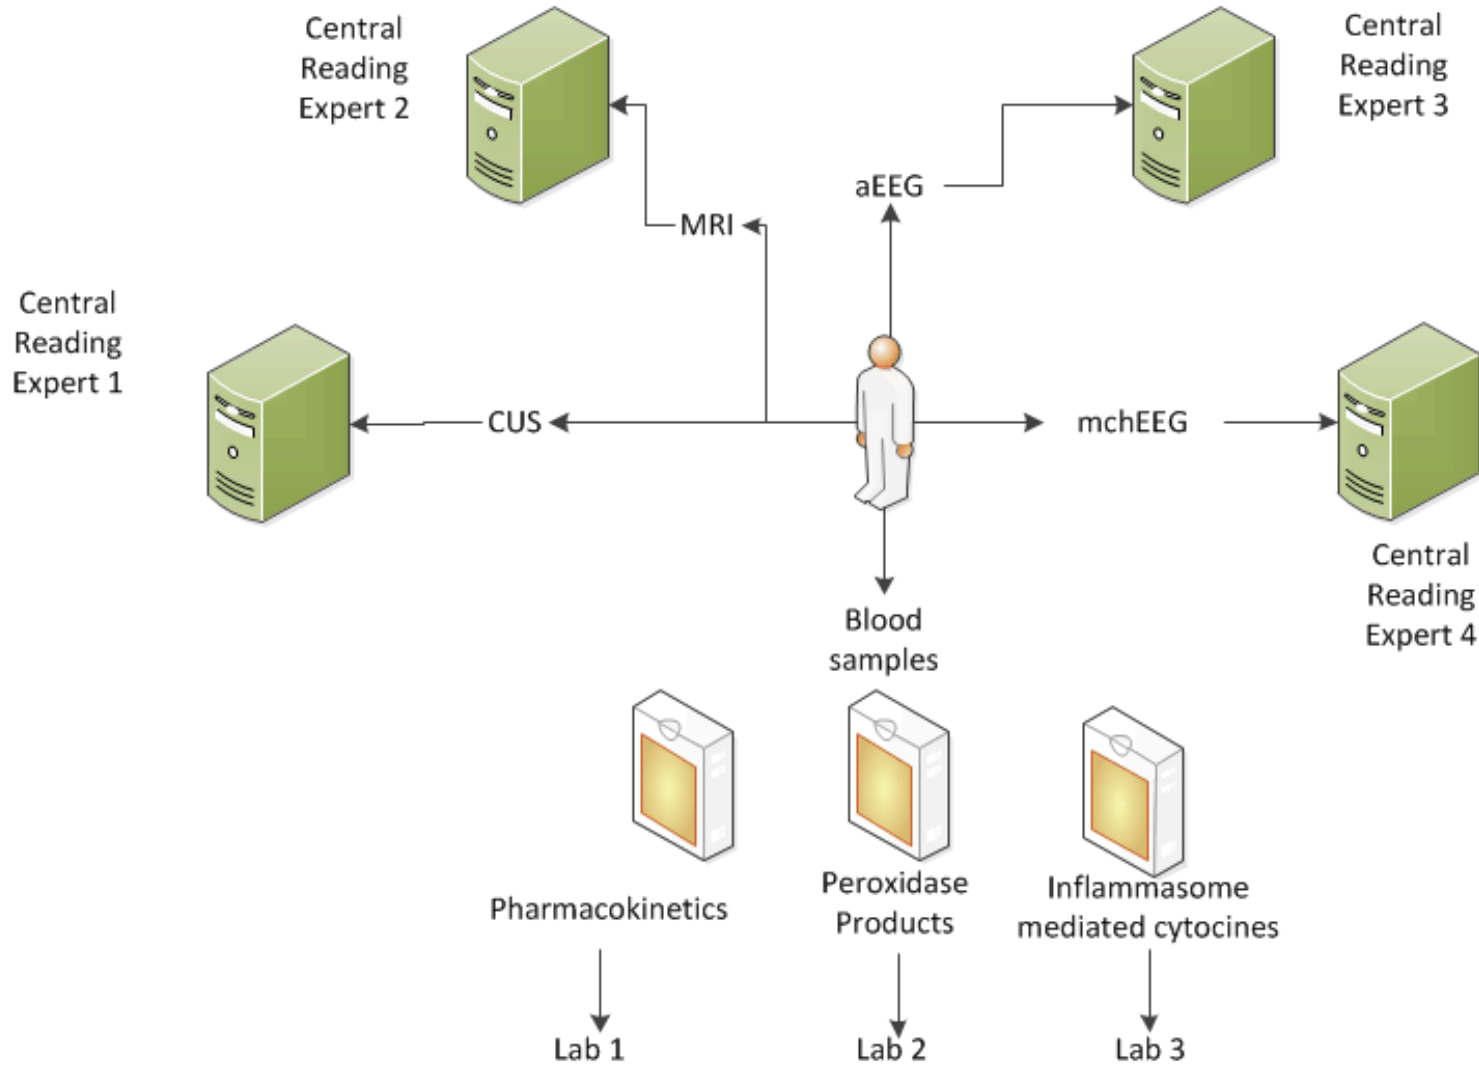 Central
Reading
Expert 2
Central
Reading
Expert 3
aEEG
MRI
Central
Reading
Expert 1
CUS
mchEEG
Central
Reading
Expert 4
Blood
samples
Pharmacokinetics
Peroxidase
Products
Inflammasome
mediated cytocines
Lab 1
Lab 2
Lab 3